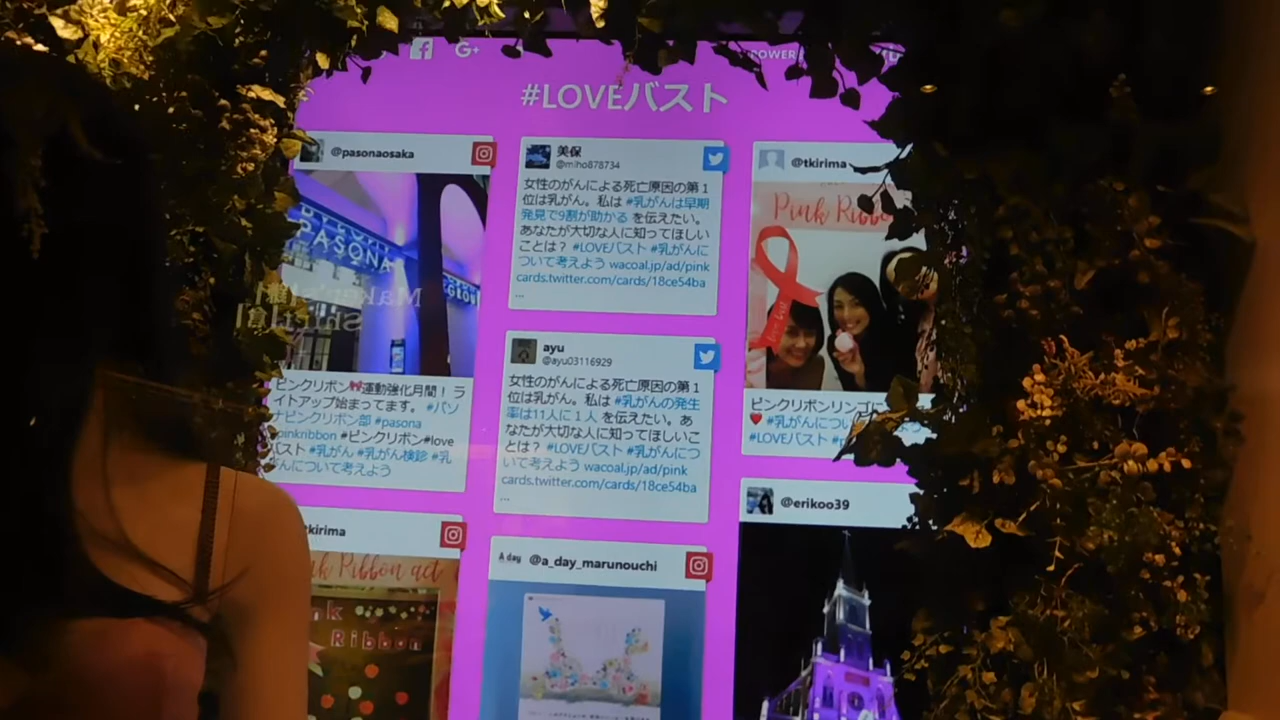 G+
POWER
#LOVEバスト
@pasonaosaka
PASONA
ピンクリボン🎀運動強化月間！ ラ
イトアップ始まってます。 #パソ
ナピンクリボン部 #pasona
#pinkribbon #ピンクリボン#love
バスト #乳がん #乳がん検診 #乳
がんについて考えよう
kirima
Pink Ribbon act
Pink
Ribbon
美保
@miho878734
女性のがんによる死亡原因の第１
位は乳がん。私は #乳がんは早期
発見で9割が助かる を伝えたい。
あなたが大切な人に知ってほしい
ことは？ #LOVEバスト #乳がんに
ついて考えよう wacoal.jp/ad/pink
cards.twitter.com/cards/18ce54ba
...
ayu
@ayu03116929
女性のがんによる死亡原因の第１
位は乳がん。私は #乳がんの発生
率は11人に１人 を伝えたい。あ
なたが大切な人に知ってほしいこ
とは？ #LOVEバスト #乳がんにつ
いて考えよう wacoal.jp/ad/pink
cards.twitter.com/cards/18ce54ba
...
A day
@a_day_marunouchi
@tkirima
Pink Ribbo
ピンクリボンリンゴに
#乳がんについ
#LOVEバスト
@erikoo39